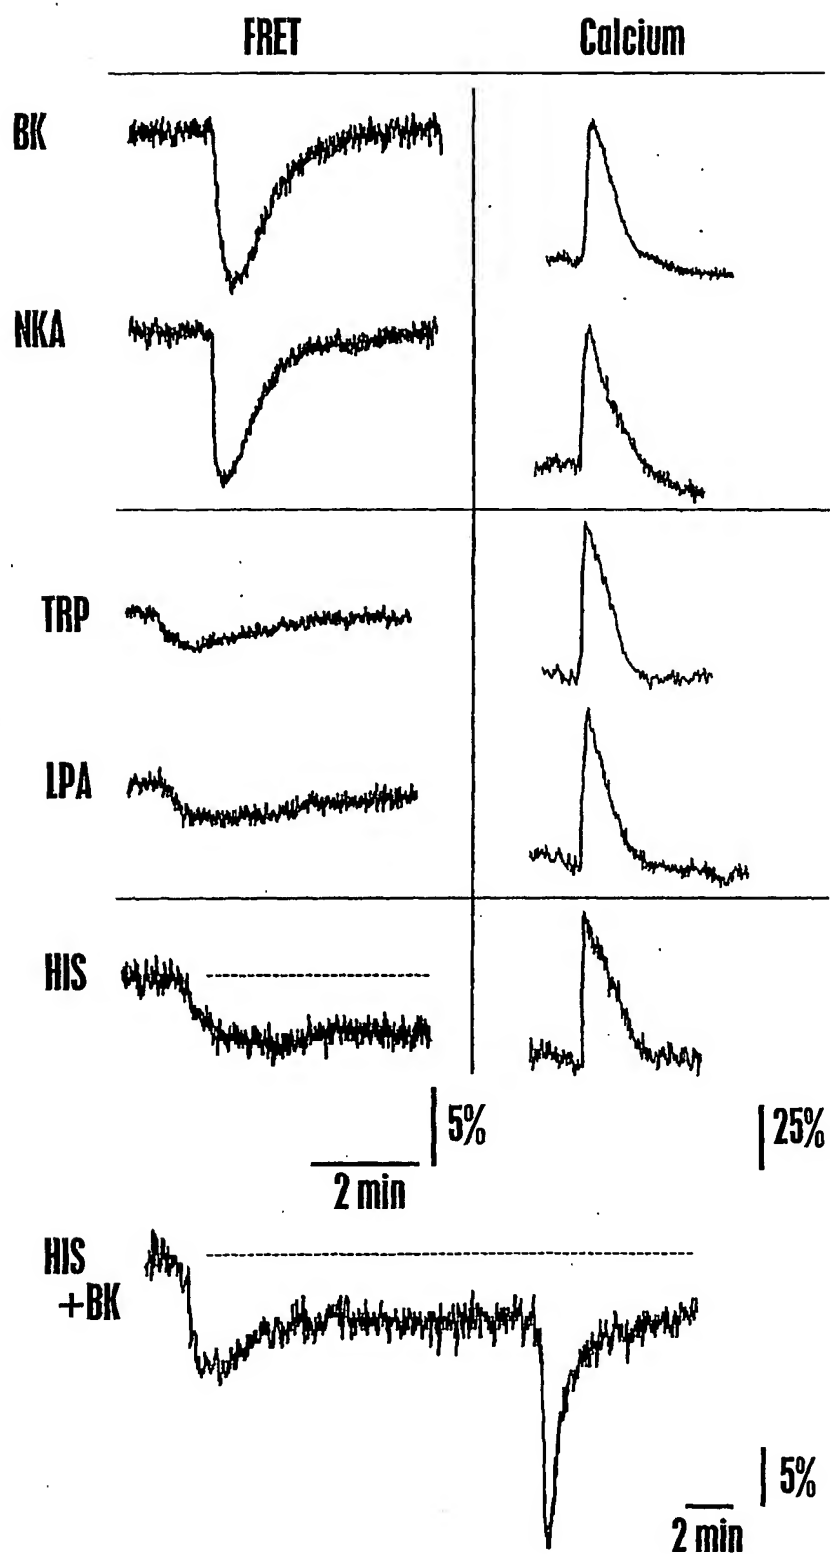 FRET Calcium
BK
NKA
TRP
LPA
HIS
5% 25%
2 min
HIS
+BK
5%
2 min